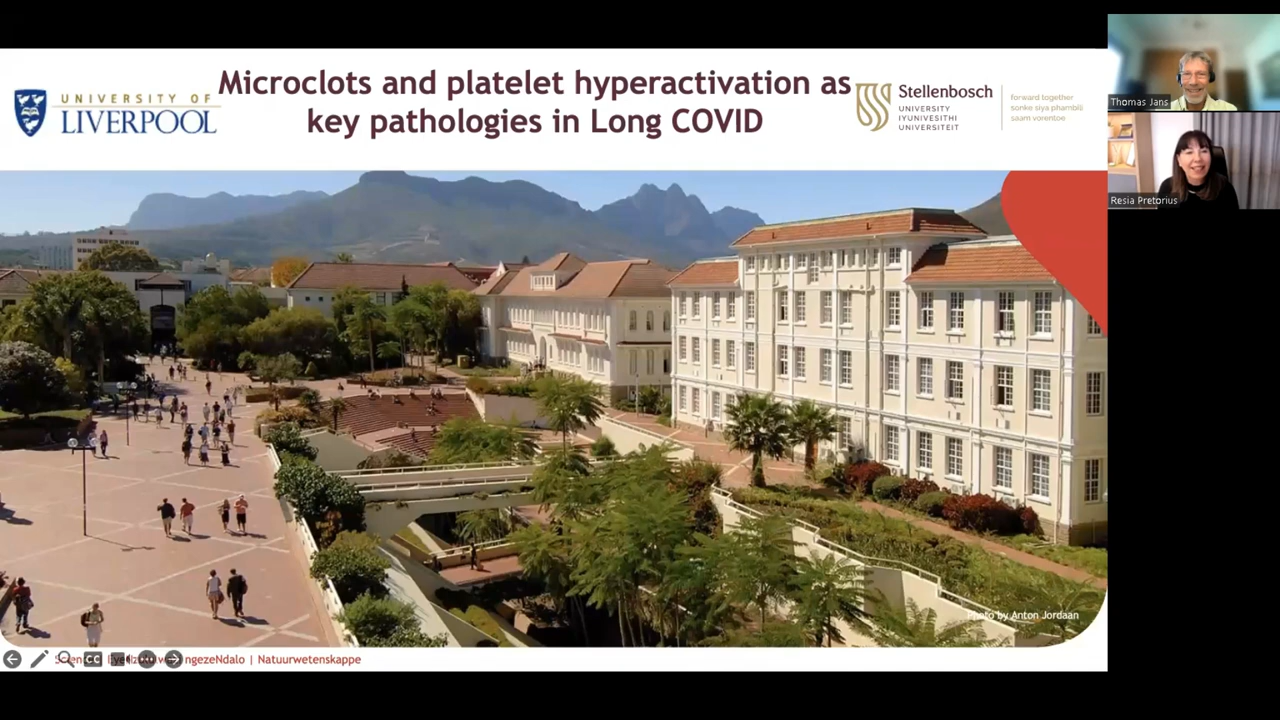 Microclots and platelet hyperactivation as
key pathologies in Long COVID
UNIVERSITY OF
LIVERPOOL
Stellenbosch
UNIVERSITY
IYUNIVESITHI
UNIVERSITEIT
forward together
sonke siya phambili
saam vorentoe
Thomas Jans
Resia Pretorius
Photo by Anton Jordaan
CC
ngezeNdalo | Natuurwetenskappe